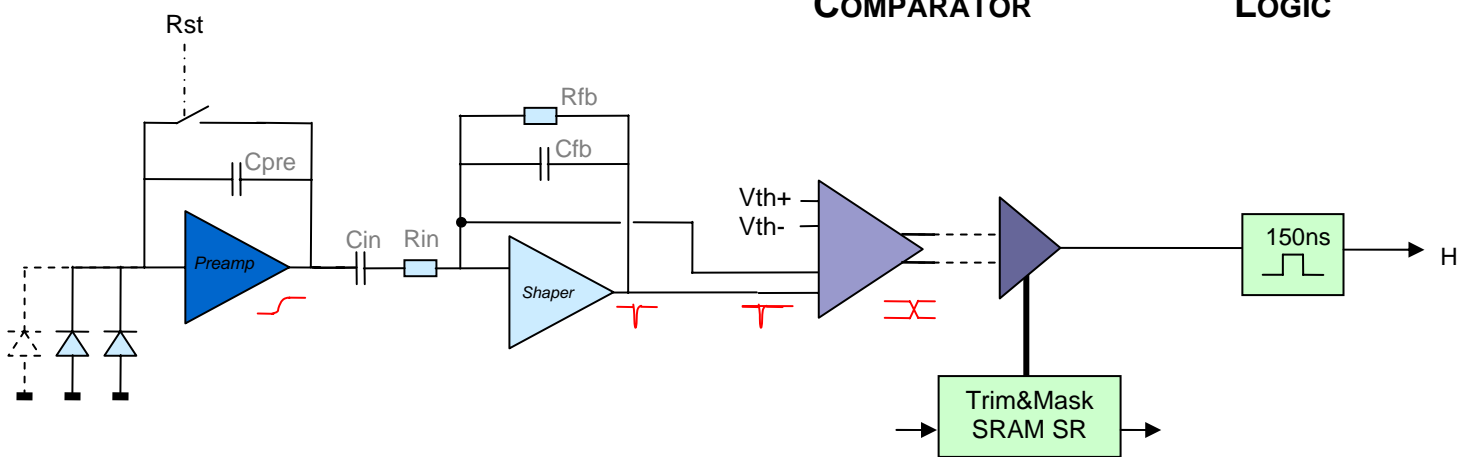 COMPARATOR
LOGIC
Rst
Rfb
Cpre
Cfb
Vth+
Vth-
Cin
Rin
150ns
Preamp
H
Shaper
Trim&Mask
SRAM SR